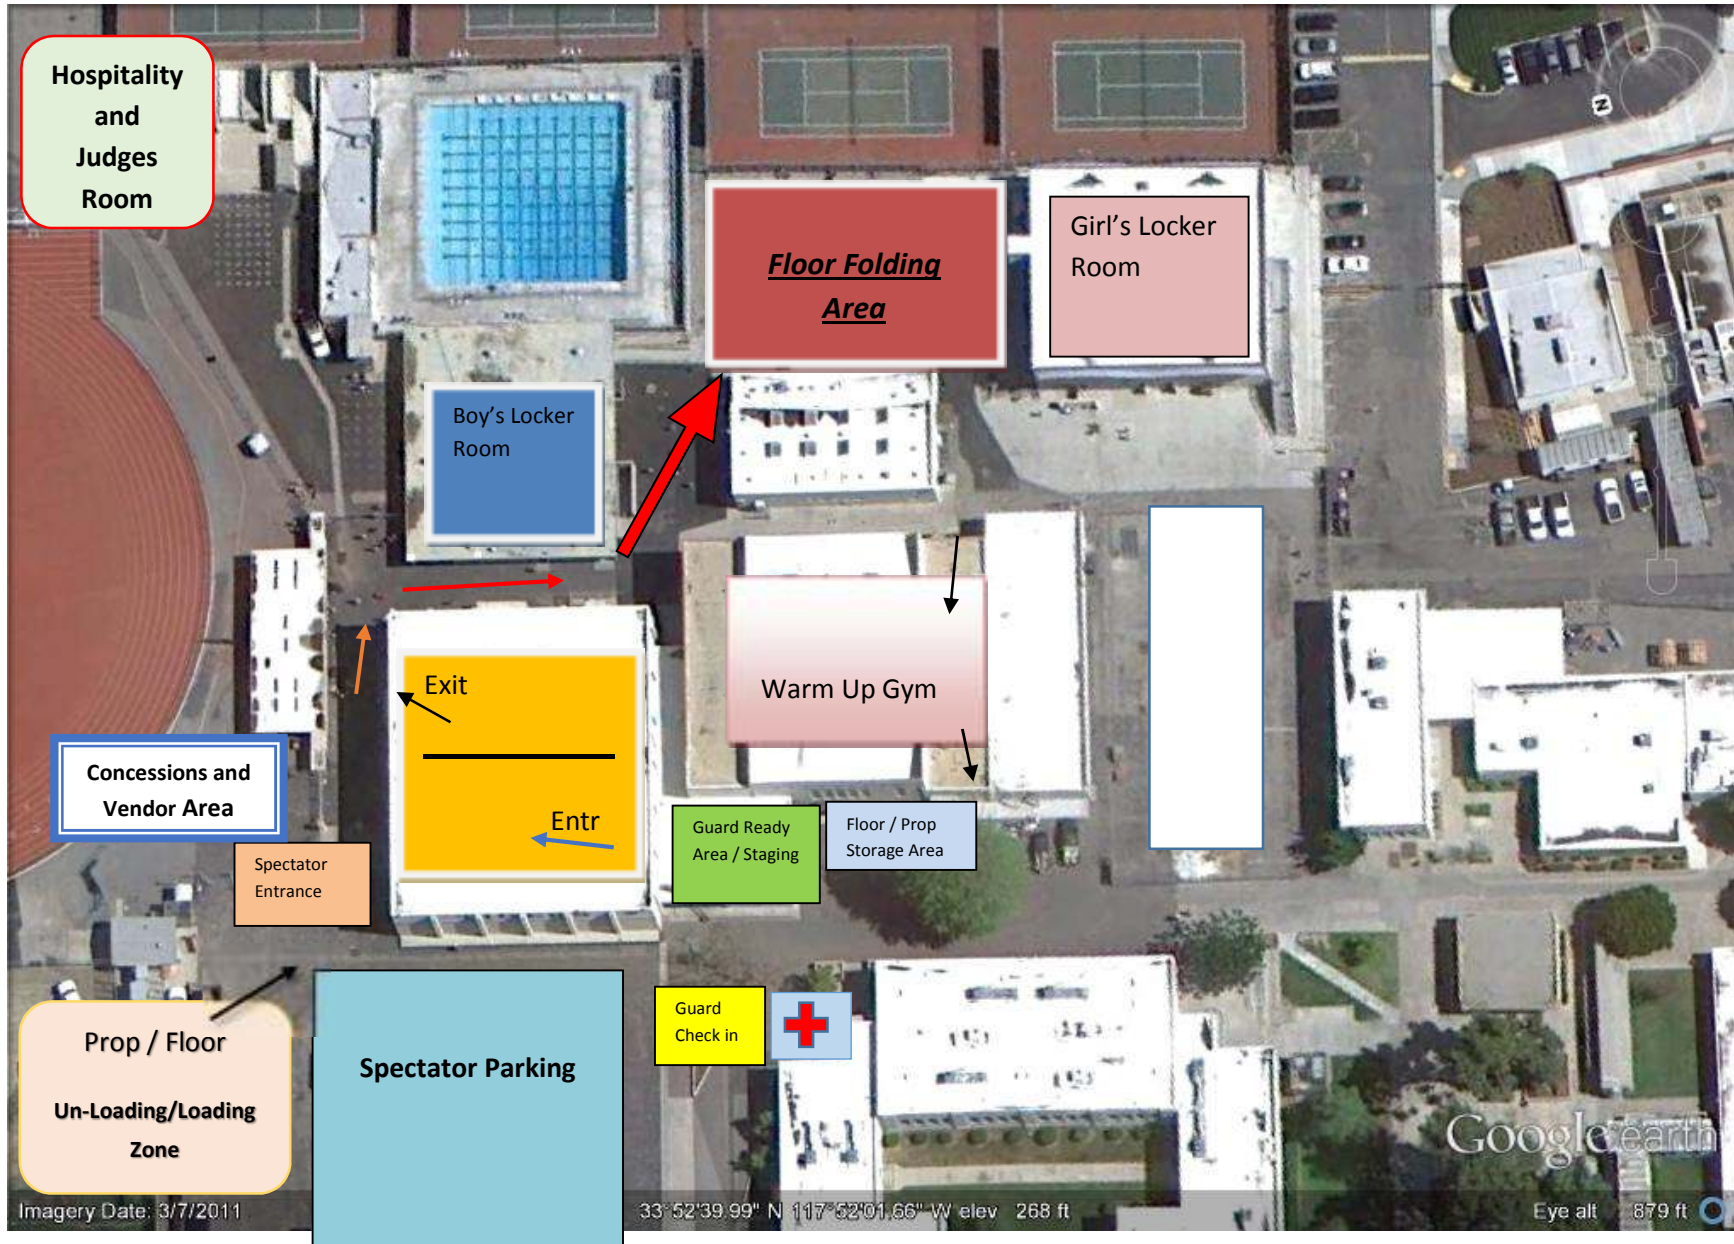 Hospitality
and
Judges
Room
N
Floor Folding
Area
Girl's Locker
Room
Boy's Locker
Room
Exit
Warm Up Gym
Concessions and
Vendor Area
Entr
Guard Ready
Area / Staging
Floor / Prop
Storage Area
Spectator
Entrance
Prop / Floor
Un-Loading/Loading
Zone
Spectator Parking
Guard
Check in
Google earth
Imagery Date: 3/7/2011
33°52'39.99" N 117°52'01.66" W elev 268 ft
Eye alt 879 ft